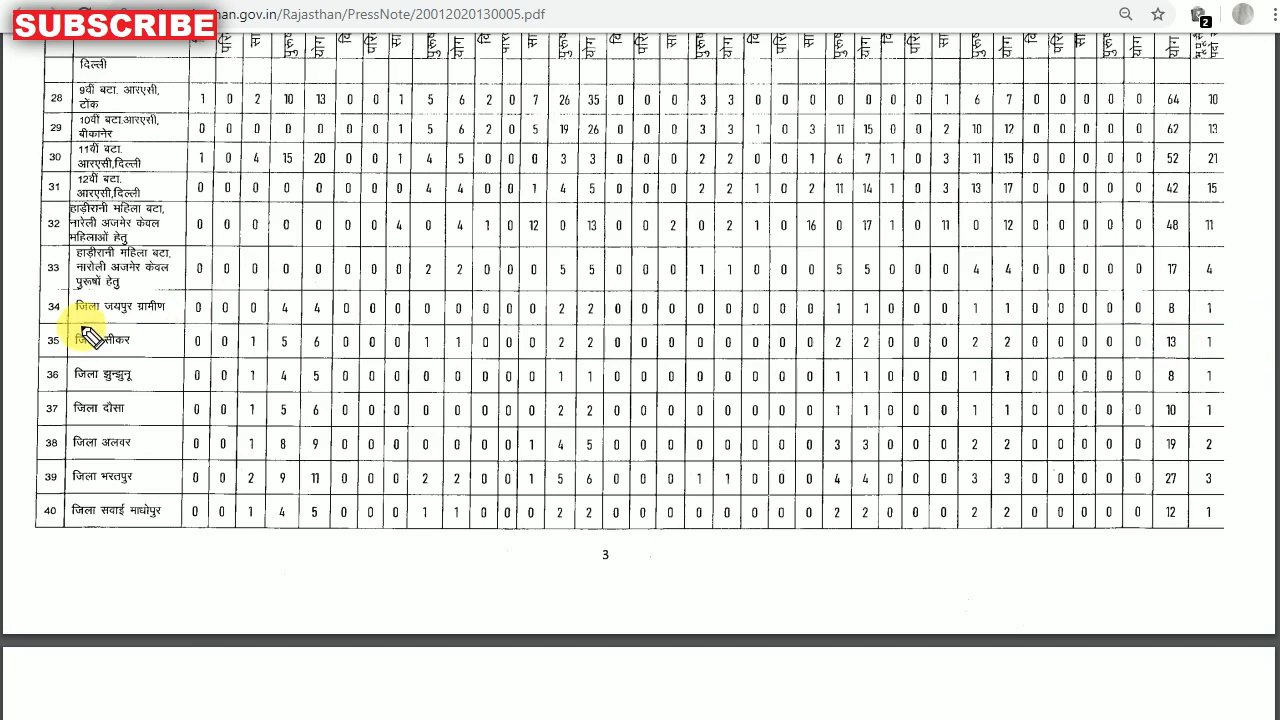 SUBSCRIBE
han.gov.in/Rajasthan/PressNote/20012020130005.pdf
2
परि सा पुरूष योग वि परि सा पुरूष योग वि परि सा पुरूष योग वि परि सा पुरूष योग वि परि सा पुरूष योग वि परि सा पुरूष योग वि परि सा पुरूष योग योग
दिल्ली
28 9वीं बटा. आरएसी, टोंक 1 0 2 10 13 0 0 1 5 6 2 0 7 26 35 0 0 0 3 3 0 0 0 0 0 0 0 1 6 7 0 0 0 0 0 64 10
29 10वीं बटा.आरएसी, बीकानेर 0 0 0 0 0 0 0 1 5 6 2 0 5 19 26 0 0 0 3 3 1 0 3 11 15 0 0 2 10 12 0 0 0 0 0 62 13
30 11वीं बटा. आरएसी,दिल्ली 1 0 4 15 20 0 0 1 4 5 0 0 0 3 3 0 0 0 2 2 0 0 1 6 7 1 0 3 11 15 0 0 0 0 0 52 21
31 12वीं बटा. आरएसी,दिल्ली 0 0 0 0 0 0 0 0 4 4 0 0 1 4 5 0 0 0 2 2 1 0 2 11 14 1 0 3 13 17 0 0 0 0 0 42 15
32 हाड़ीरानी महिला बटा, नारेली अजमेर केवल महिलाओं हेतु 0 0 0 0 0 0 0 4 0 4 1 0 12 0 13 0 0 2 0 2 1 0 16 0 17 1 0 11 0 12 0 0 0 0 0 48 11
33 हाड़ीरानी महिला बटा, नारोली अजमेर केवल पुरूषों हेतु 0 0 0 0 0 0 0 0 2 2 0 0 0 5 5 0 0 0 1 1 0 0 0 5 5 0 0 0 4 4 0 0 0 0 0 17 4
34 जिला जयपुर ग्रामीण 0 0 0 4 4 0 0 0 0 0 0 0 0 2 2 0 0 0 0 0 0 0 0 1 1 0 0 0 1 1 0 0 0 0 0 8 1
35 सीकर 0 0 1 5 6 0 0 0 1 1 0 0 0 2 2 0 0 0 0 0 0 0 0 2 2 0 0 0 2 2 0 0 0 0 0 13 1
36 जिला झुन्झुनू 0 0 1 4 5 0 0 0 0 0 0 0 0 1 1 0 0 0 0 0 0 0 0 1 1 0 0 0 1 1 0 0 0 0 0 8 1
37 जिला दौसा 0 0 1 5 6 0 0 0 0 0 0 0 0 2 2 0 0 0 0 0 0 0 0 1 1 0 0 0 1 1 0 0 0 0 0 10 1
38 जिला अलवर 0 0 1 8 9 0 0 0 0 0 0 0 1 4 5 0 0 0 0 0 0 0 0 3 3 0 0 0 2 2 0 0 0 0 0 19 2
39 जिला भरतपुर 0 0 2 9 11 0 0 0 2 2 0 0 1 5 6 0 0 0 1 1 0 0 0 4 4 0 0 0 3 3 0 0 0 0 0 27 3
40 जिला सवाई माधोपुर 0 0 1 4 5 0 0 0 1 1 0 0 0 2 2 0 0 0 0 0 0 0 0 2 2 0 0 0 2 2 0 0 0 0 0 12 1
3